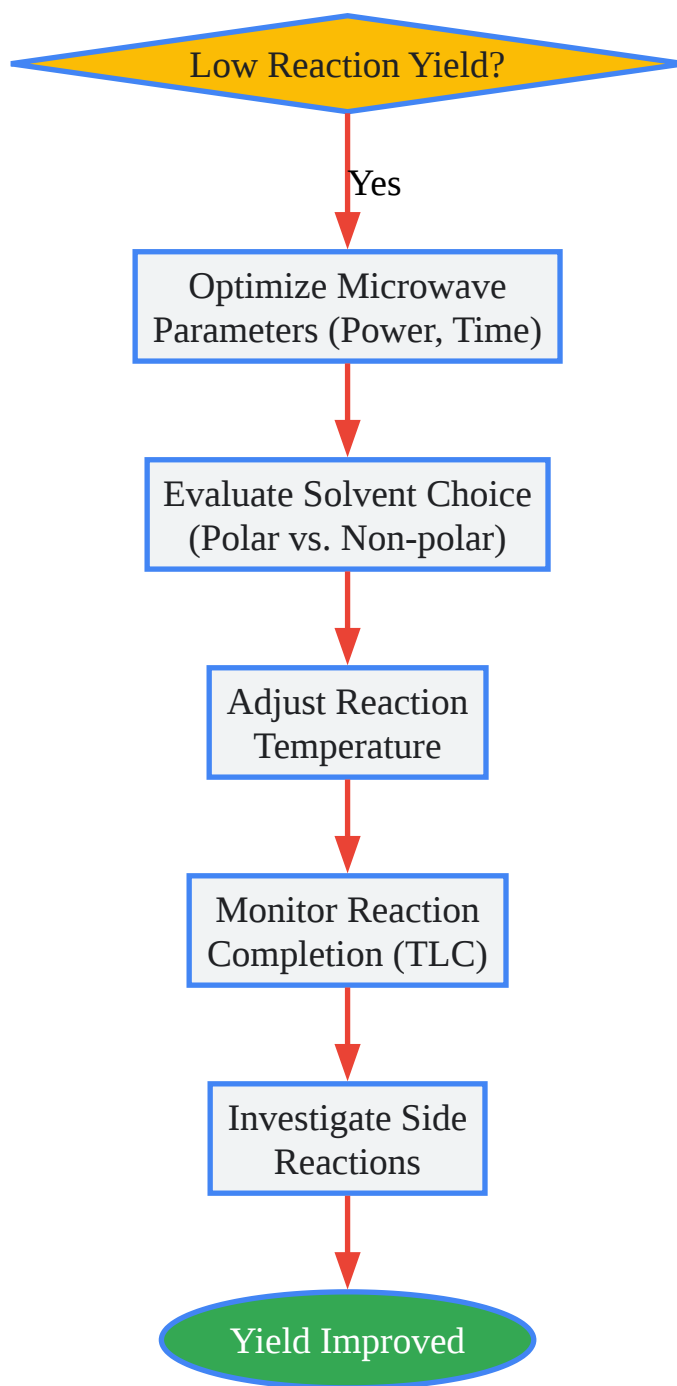 Low Reaction Yield?
Yes
Optimize Microwave
Parameters (Power, Time)
Evaluate Solvent Choice
(Polar vs. Non-polar)
Adjust Reaction
Temperature
Monitor Reaction
Completion (TLC)
Investigate Side
Reactions
Yield Improved